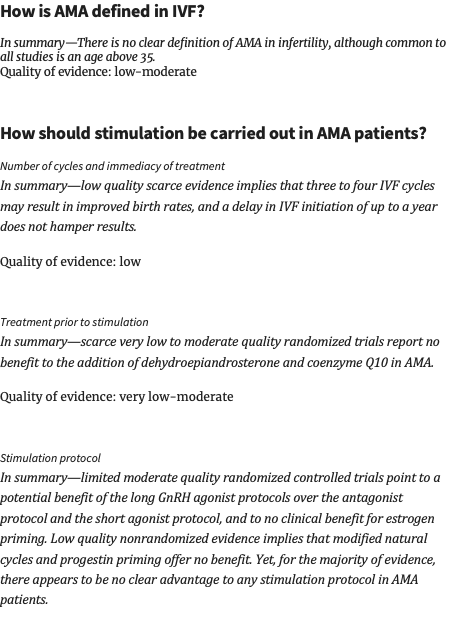 How is AMA defined in IVF?
In summary—There is no clear definition of AMA in infertility, although common to
all studies is an age above 35.
Quality of evidence: low-moderate
How should stimulation be carried out in AMA patients?
Number of cycles and immediacy of treatment
In summary—low quality scarce evidence implies that three to four IVF cycles
may result in improved birth rates, and a delay in IVF initiation of up to a year
does not hamper results.
Quality of evidence: low
Treatment prior to stimulation
In summary—scarce very low to moderate quality randomized trials report no
benefit to the addition of dehydroepiandrosterone and coenzyme Q10 in AMA.
Quality of evidence: very low-moderate
Stimulation protocol
In summary—limited moderate quality randomized controlled trials point to a
potential benefit of the long GnRH agonist protocols over the antagonist
protocol and the short agonist protocol, and to no clinical benefit for estrogen
priming. Low quality nonrandomized evidence implies that modified natural
cycles and progestin priming offer no benefit. Yet, for the majority of evidence,
there appears to be no clear advantage to any stimulation protocol in AMA
patients.